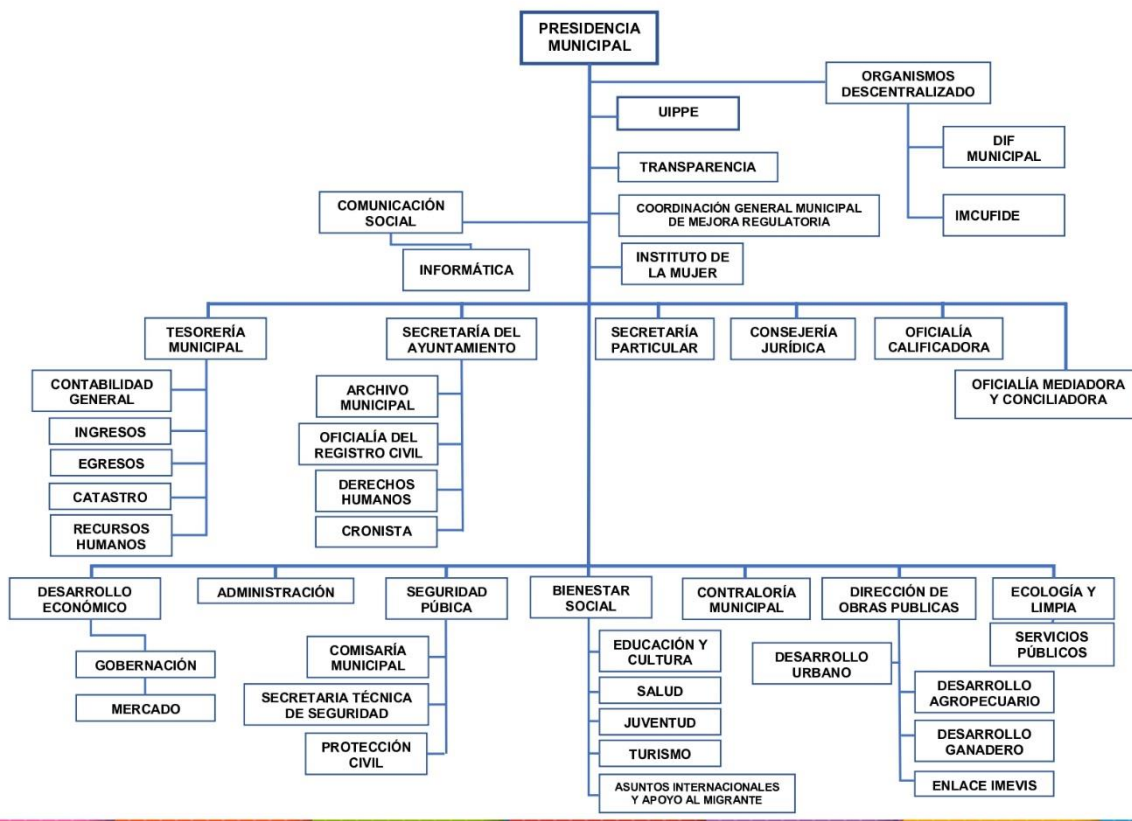 PRESIDENCIA
MUNICIPAL
ORGANISMOS
DESCENTRALIZADO
UIPPE
DIF
MUNICIPAL
TRANSPARENCIA
COMUNICACIÓN
SOCIAL
COORDINACIÓN GENERAL MUNICIPAL
DE MEJORA REGULATORIA
IMCUFIDE
INFORMÁTICA
INSTITUTO DE
LA MUJER
TESORERÍA
MUNICIPAL
SECRETARÍA DEL
AYUNTAMIENTO
SECRETARÍA
PARTICULAR
CONSEJERÍA
JURÍDICA
OFICIALÍA
CALIFICADORA
OFICIALÍA MEDIADORA
Y CONCILIADORA
CONTABILIDAD
GENERAL
INGRESOS
EGRESOS
CATASTRO
RECURSOS
HUMANOS
ARCHIVO
MUNICIPAL
OFICIALÍA DEL
REGISTRO CIVIL
DERECHOS
HUMANOS
CRONISTA
DESARROLLO
ECONÓMICO
ADMINISTRACIÓN
SEGURIDAD
PÚBICA
BIENESTAR
SOCIAL
CONTRALORÍA
MUNICIPAL
DIRECCIÓN DE
OBRAS PUBLICAS
ECOLOGÍA Y
LIMPIA
GOBERNACIÓN
MERCADO
COMISARÍA
MUNICIPAL
SECRETARIA TÉCNICA
DE SEGURIDAD
PROTECCIÓN
CIVIL
EDUCACIÓN Y
CULTURA
SALUD
JUVENTUD
TURISMO
ASUNTOS INTERNACIONALES
Y APOYO AL MIGRANTE
DESARROLLO
URBANO
DESARROLLO
AGROPECUARIO
DESARROLLO
GANADERO
ENLACE IMEVIS
SERVICIOS
PÚBLICOS